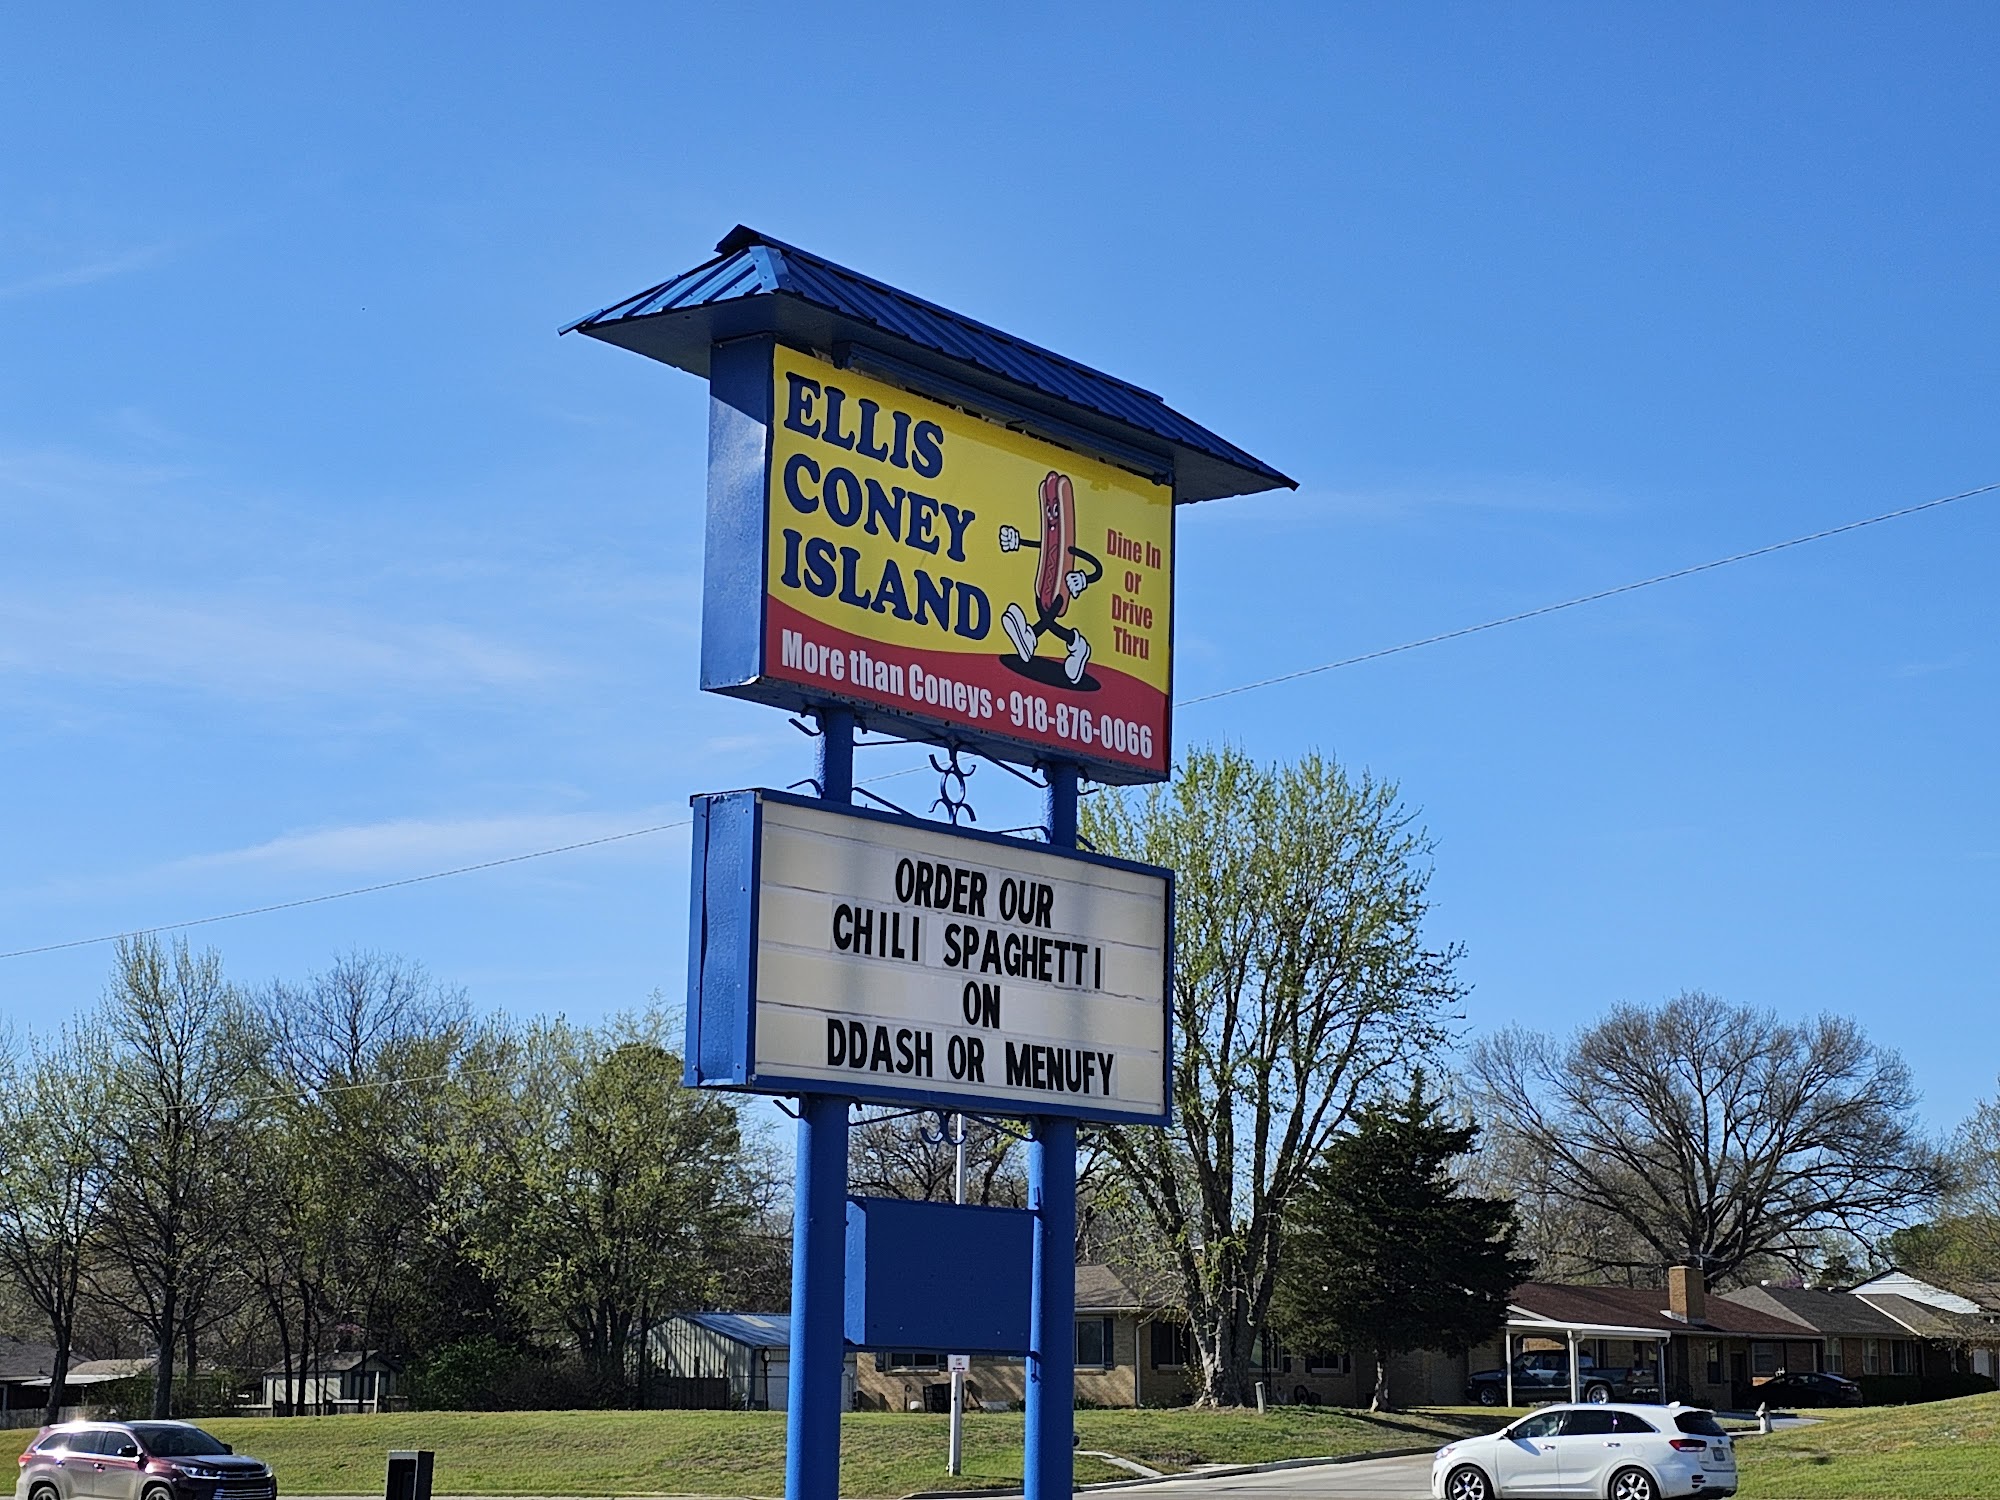 ELLIS
CONEY
ISLAND
Dine In
or
Drive
Thru
More than Coneys • 918-876-0066
ORDER OUR
CHILI SPAGHETTI
ON
DDASH OR MENUFY